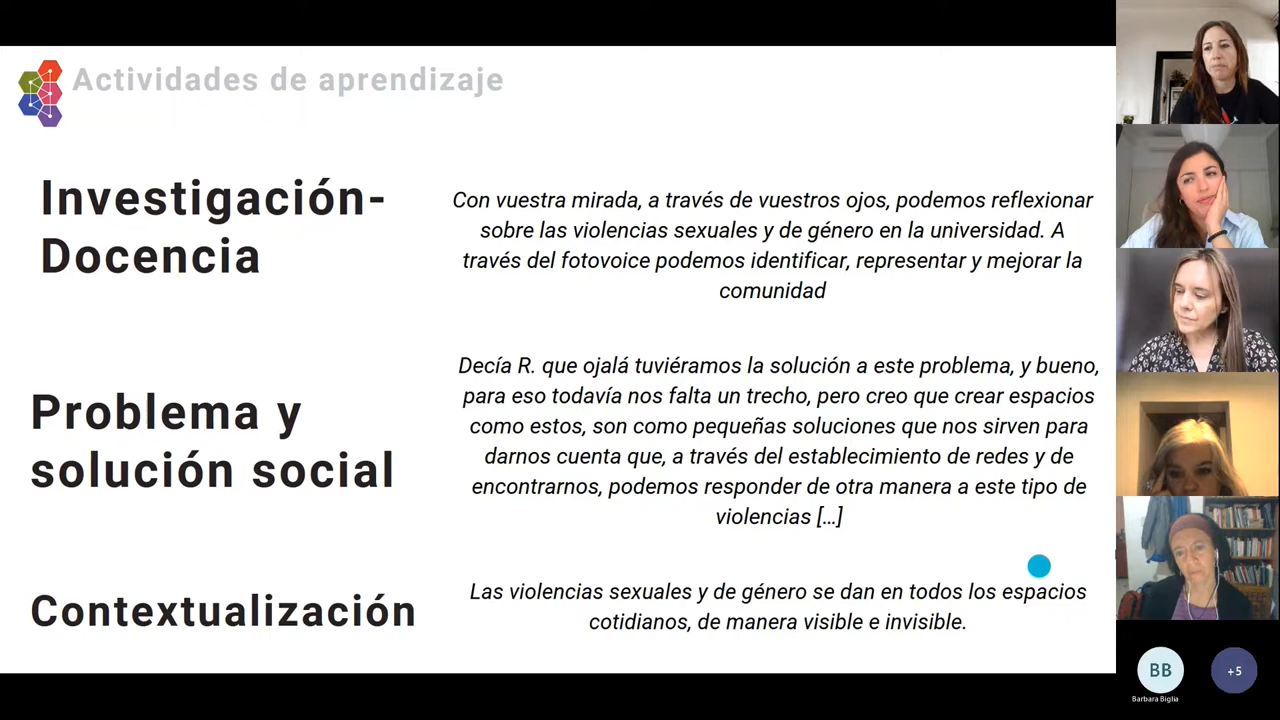 Actividades de aprendizaje
Investigación-
Docencia
Con vuestra mirada, a través de vuestros ojos, podemos reflexionar
sobre las violencias sexuales y de género en la universidad. A
través del fotovoice podemos identificar, representar y mejorar la
comunidad
Problema y
solución social
Decía R. que ojalá tuviéramos la solución a este problema, y bueno,
para eso todavía nos falta un trecho, pero creo que crear espacios
como estos, son como pequeñas soluciones que nos sirven para
darnos cuenta que, a través del establecimiento de redes y de
encontrarnos, podemos responder de otra manera a este tipo de
violencias […]
Contextualización
Las violencias sexuales y de género se dan en todos los espacios
cotidianos, de manera visible e invisible.
BB
Barbara Biglia
+5